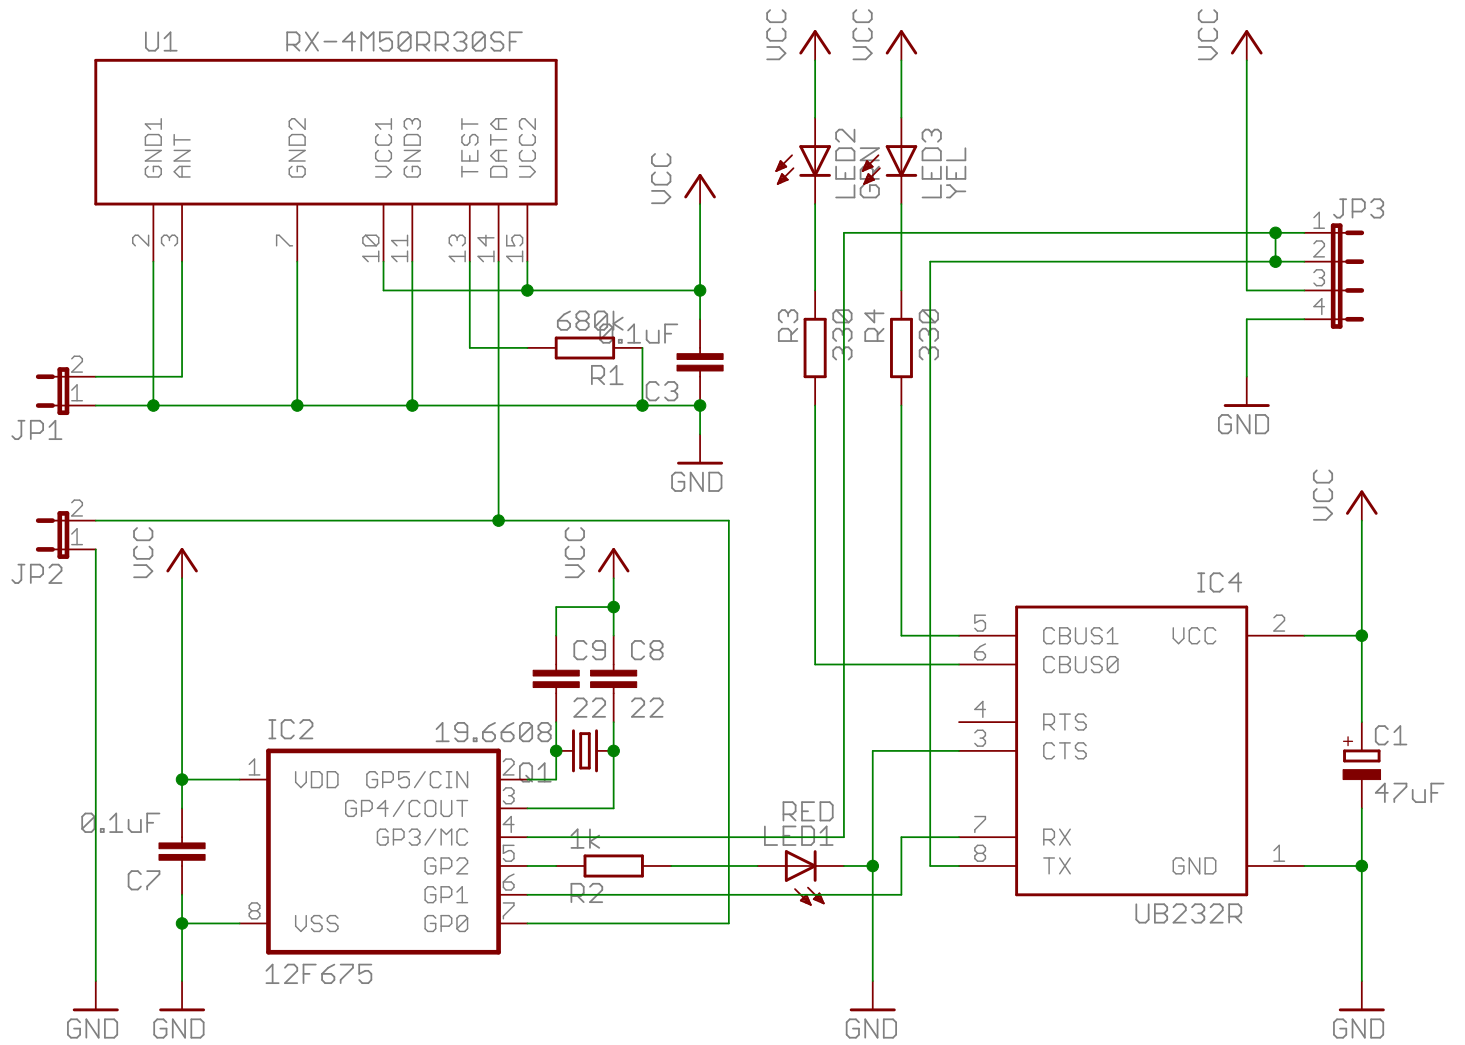 U1
RX-4M50RR30SF
GND1
ANT
GND2
VCC1
GND3
TEST
DATA
VCC2
2
3
7
10
11
13
14
15
VCC
680k
R1
0.1uF
C3
GND
2
1
JP1
2
1
JP2
VCC
VCC
LED2
GRN
LED3
YEL
R3
330
R4
330
VCC
JP3
1
2
3
4
GND
VCC
VCC
C9
C8
22
22
19.6608
Q1
IC2
1
VDD
GP5/CIN
2
GP4/COUT
3
GP3/MC
4
GP2
5
GP1
6
8
VSS
GP0
7
12F675
0.1uF
C7
GND
GND
1k
R2
RED
LED1
GND
IC4
5
CBUS1
VCC
2
6
CBUS0
4
RTS
3
CTS
7
RX
8
TX
GND
1
UB232R
VCC
+
C1
47uF
GND